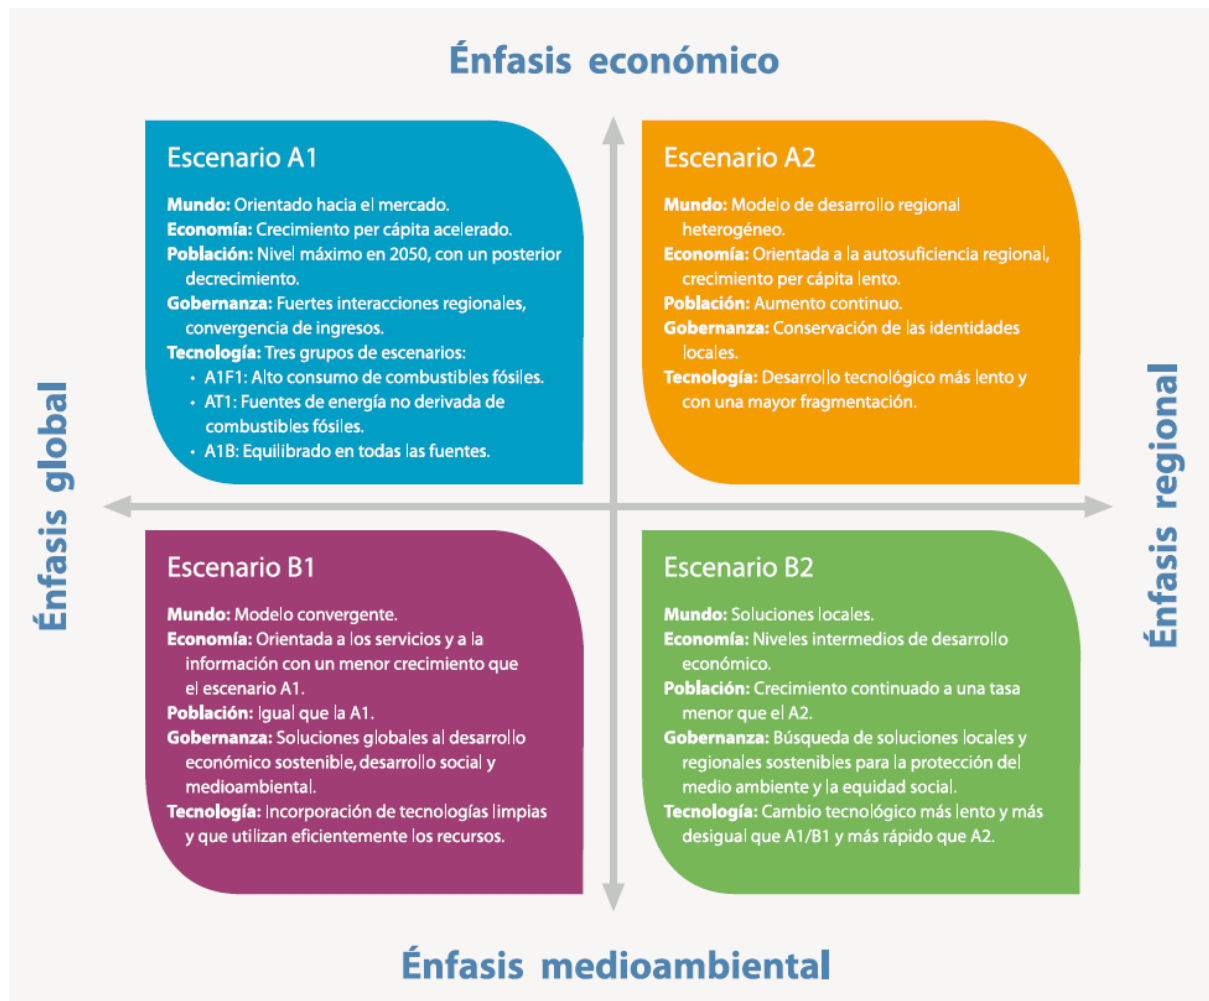 Énfasis económico
Escenario A1
Mundo: Orientado hacia el mercado.
Economía: Crecimiento per cápita acelerado.
Población: Nivel máximo en 2050, con un posterior
decrecimiento.
Gobernanza: Fuertes interacciones regionales,
convergencia de ingresos.
Tecnología: Tres grupos de escenarios:
• A1F1: Alto consumo de combustibles fósiles.
• AT1: Fuentes de energía no derivada de
combustibles fósiles.
• A1B: Equilibrado en todas las fuentes.
Escenario A2
Mundo: Modelo de desarrollo regional
heterogéneo.
Economía: Orientada a la autosuficiencia regional,
crecimiento per cápita lento.
Población: Aumento continuo.
Gobernanza: Conservación de las identidades
locales.
Tecnología: Desarrollo tecnológico más lento y
con una mayor fragmentación.
Énfasis global
Énfasis regional
Escenario B1
Mundo: Modelo convergente.
Economía: Orientada a los servicios y a la
información con un menor crecimiento que
el escenario A1.
Población: Igual que la A1.
Gobernanza: Soluciones globales al desarrollo
económico sostenible, desarrollo social y
medioambiental.
Tecnología: Incorporación de tecnologías limpias
y que utilizan eficientemente los recursos.
Escenario B2
Mundo: Soluciones locales.
Economía: Niveles intermedios de desarrollo
económico.
Población: Crecimiento continuado a una tasa
menor que el A2.
Gobernanza: Búsqueda de soluciones locales y
regionales sostenibles para la protección del
medio ambiente y la equidad social.
Tecnología: Cambio tecnológico más lento y más
desigual que A1/B1 y más rápido que A2.
Énfasis medioambiental